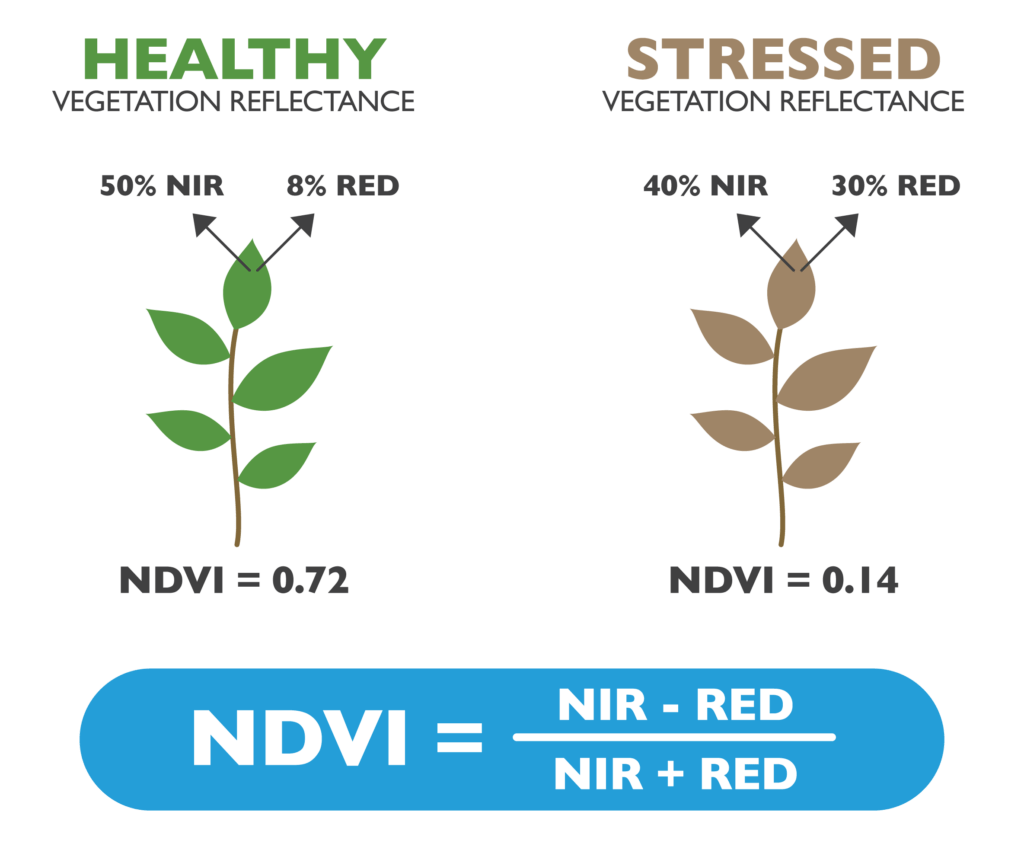 HEALTHY
VEGETATION REFLECTANCE
50% NIR
8% RED
NDVI = 0.72
STRESSED
VEGETATION REFLECTANCE
40% NIR
30% RED
NDVI = 0.14
NDVI =
NIR - RED
NIR + RED